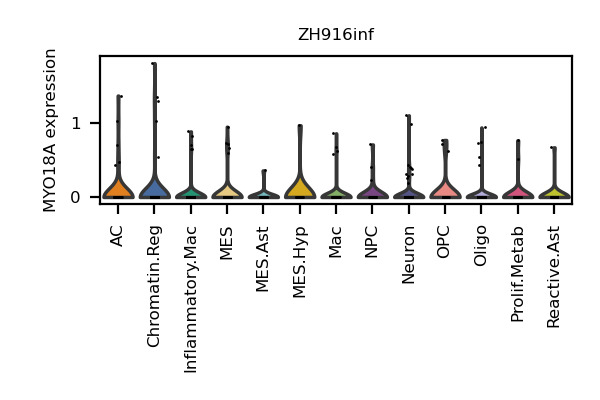 ZH916inf
MYO18A expression
1
0
AC
Chromatin.Reg
Inflammatory.Mac
MES
MES.Ast
MES.Hyp
Mac
NPC
Neuron
OPC
Oligo
Prolif.Metab
Reactive.Ast